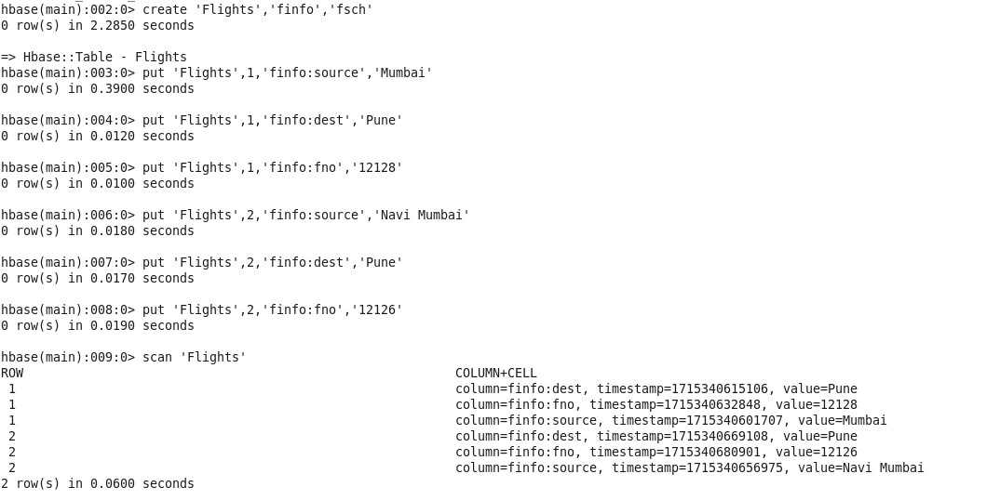 hbase(main):002:0> create 'Flights','finfo','fsch'
0 row(s) in 2.2850 seconds
=> Hbase::Table - Flights
hbase(main):003:0> put 'Flights',1,'finfo:source','Mumbai'
0 row(s) in 0.3900 seconds
hbase(main):004:0> put 'Flights',1,'finfo:dest','Pune'
0 row(s) in 0.0120 seconds
hbase(main):005:0> put 'Flights',1,'finfo:fno','12128'
0 row(s) in 0.0100 seconds
hbase(main):006:0> put 'Flights',2,'finfo:source','Navi Mumbai'
0 row(s) in 0.0180 seconds
hbase(main):007:0> put 'Flights',2,'finfo:dest','Pune'
0 row(s) in 0.0170 seconds
hbase(main):008:0> put 'Flights',2,'finfo:fno','12126'
0 row(s) in 0.0190 seconds
hbase(main):009:0> scan 'Flights'
ROW COLUMN+CELL
1 column=finfo:dest, timestamp=1715340615106, value=Pune
1 column=finfo:fno, timestamp=1715340632848, value=12128
1 column=finfo:source, timestamp=1715340601707, value=Mumbai
2 column=finfo:dest, timestamp=1715340669108, value=Pune
2 column=finfo:fno, timestamp=1715340680901, value=12126
2 column=finfo:source, timestamp=1715340656975, value=Navi Mumbai
2 row(s) in 0.0600 seconds